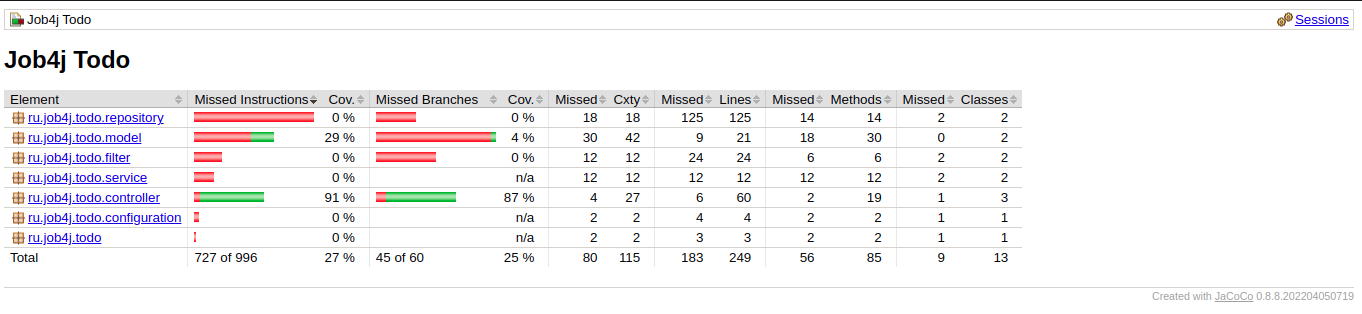 Job4j Todo Sessions
Job4j Todo
Element Missed Instructions Cov. Missed Branches Cov. Missed Cxty Missed Lines Missed Methods Missed Classes
ru.job4j.todo.repository 0 % 0 % 18 18 125 125 14 14 2 2
ru.job4j.todo.model 29 % 4 % 30 42 9 21 18 30 0 2
ru.job4j.todo.filter 0 % 0 % 12 12 24 24 6 6 2 2
ru.job4j.todo.service 0 % n/a 12 12 12 12 12 12 2 2
ru.job4j.todo.controller 91 % 87 % 4 27 6 60 2 19 1 3
ru.job4j.todo.configuration 0 % n/a 2 2 4 4 2 2 1 1
ru.job4j.todo 0 % n/a 2 2 3 3 2 2 1 1
Total 727 of 996 27 % 45 of 60 25 % 80 115 183 249 56 85 9 13
Created with JaCoCo 0.8.8.202204050719